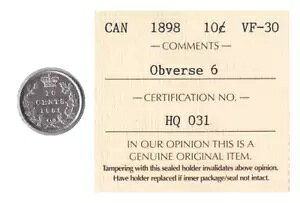 10
CENTS
CAN 1898 10¢ VF-30
— COMMENTS —
Obverse 6
— CERTIFICATION NO. —
HQ 031
IN OUR OPINION THIS IS A
GENUINE ORIGINAL ITEM.
Tampering with this sealed holder invalidates above opinion.
Have holder replaced if inner package/seal not intact.